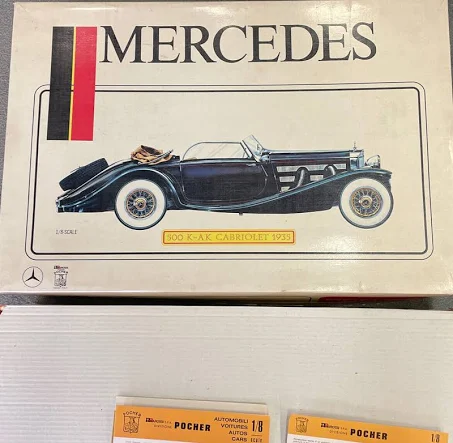 MERCEDES
1/8 SCALE
500 K-AK CABRIOLET 1935
POCHER
AUTOMOBILI
VOITURES
AUTOS
CARS
1/8
POCHER
1/8